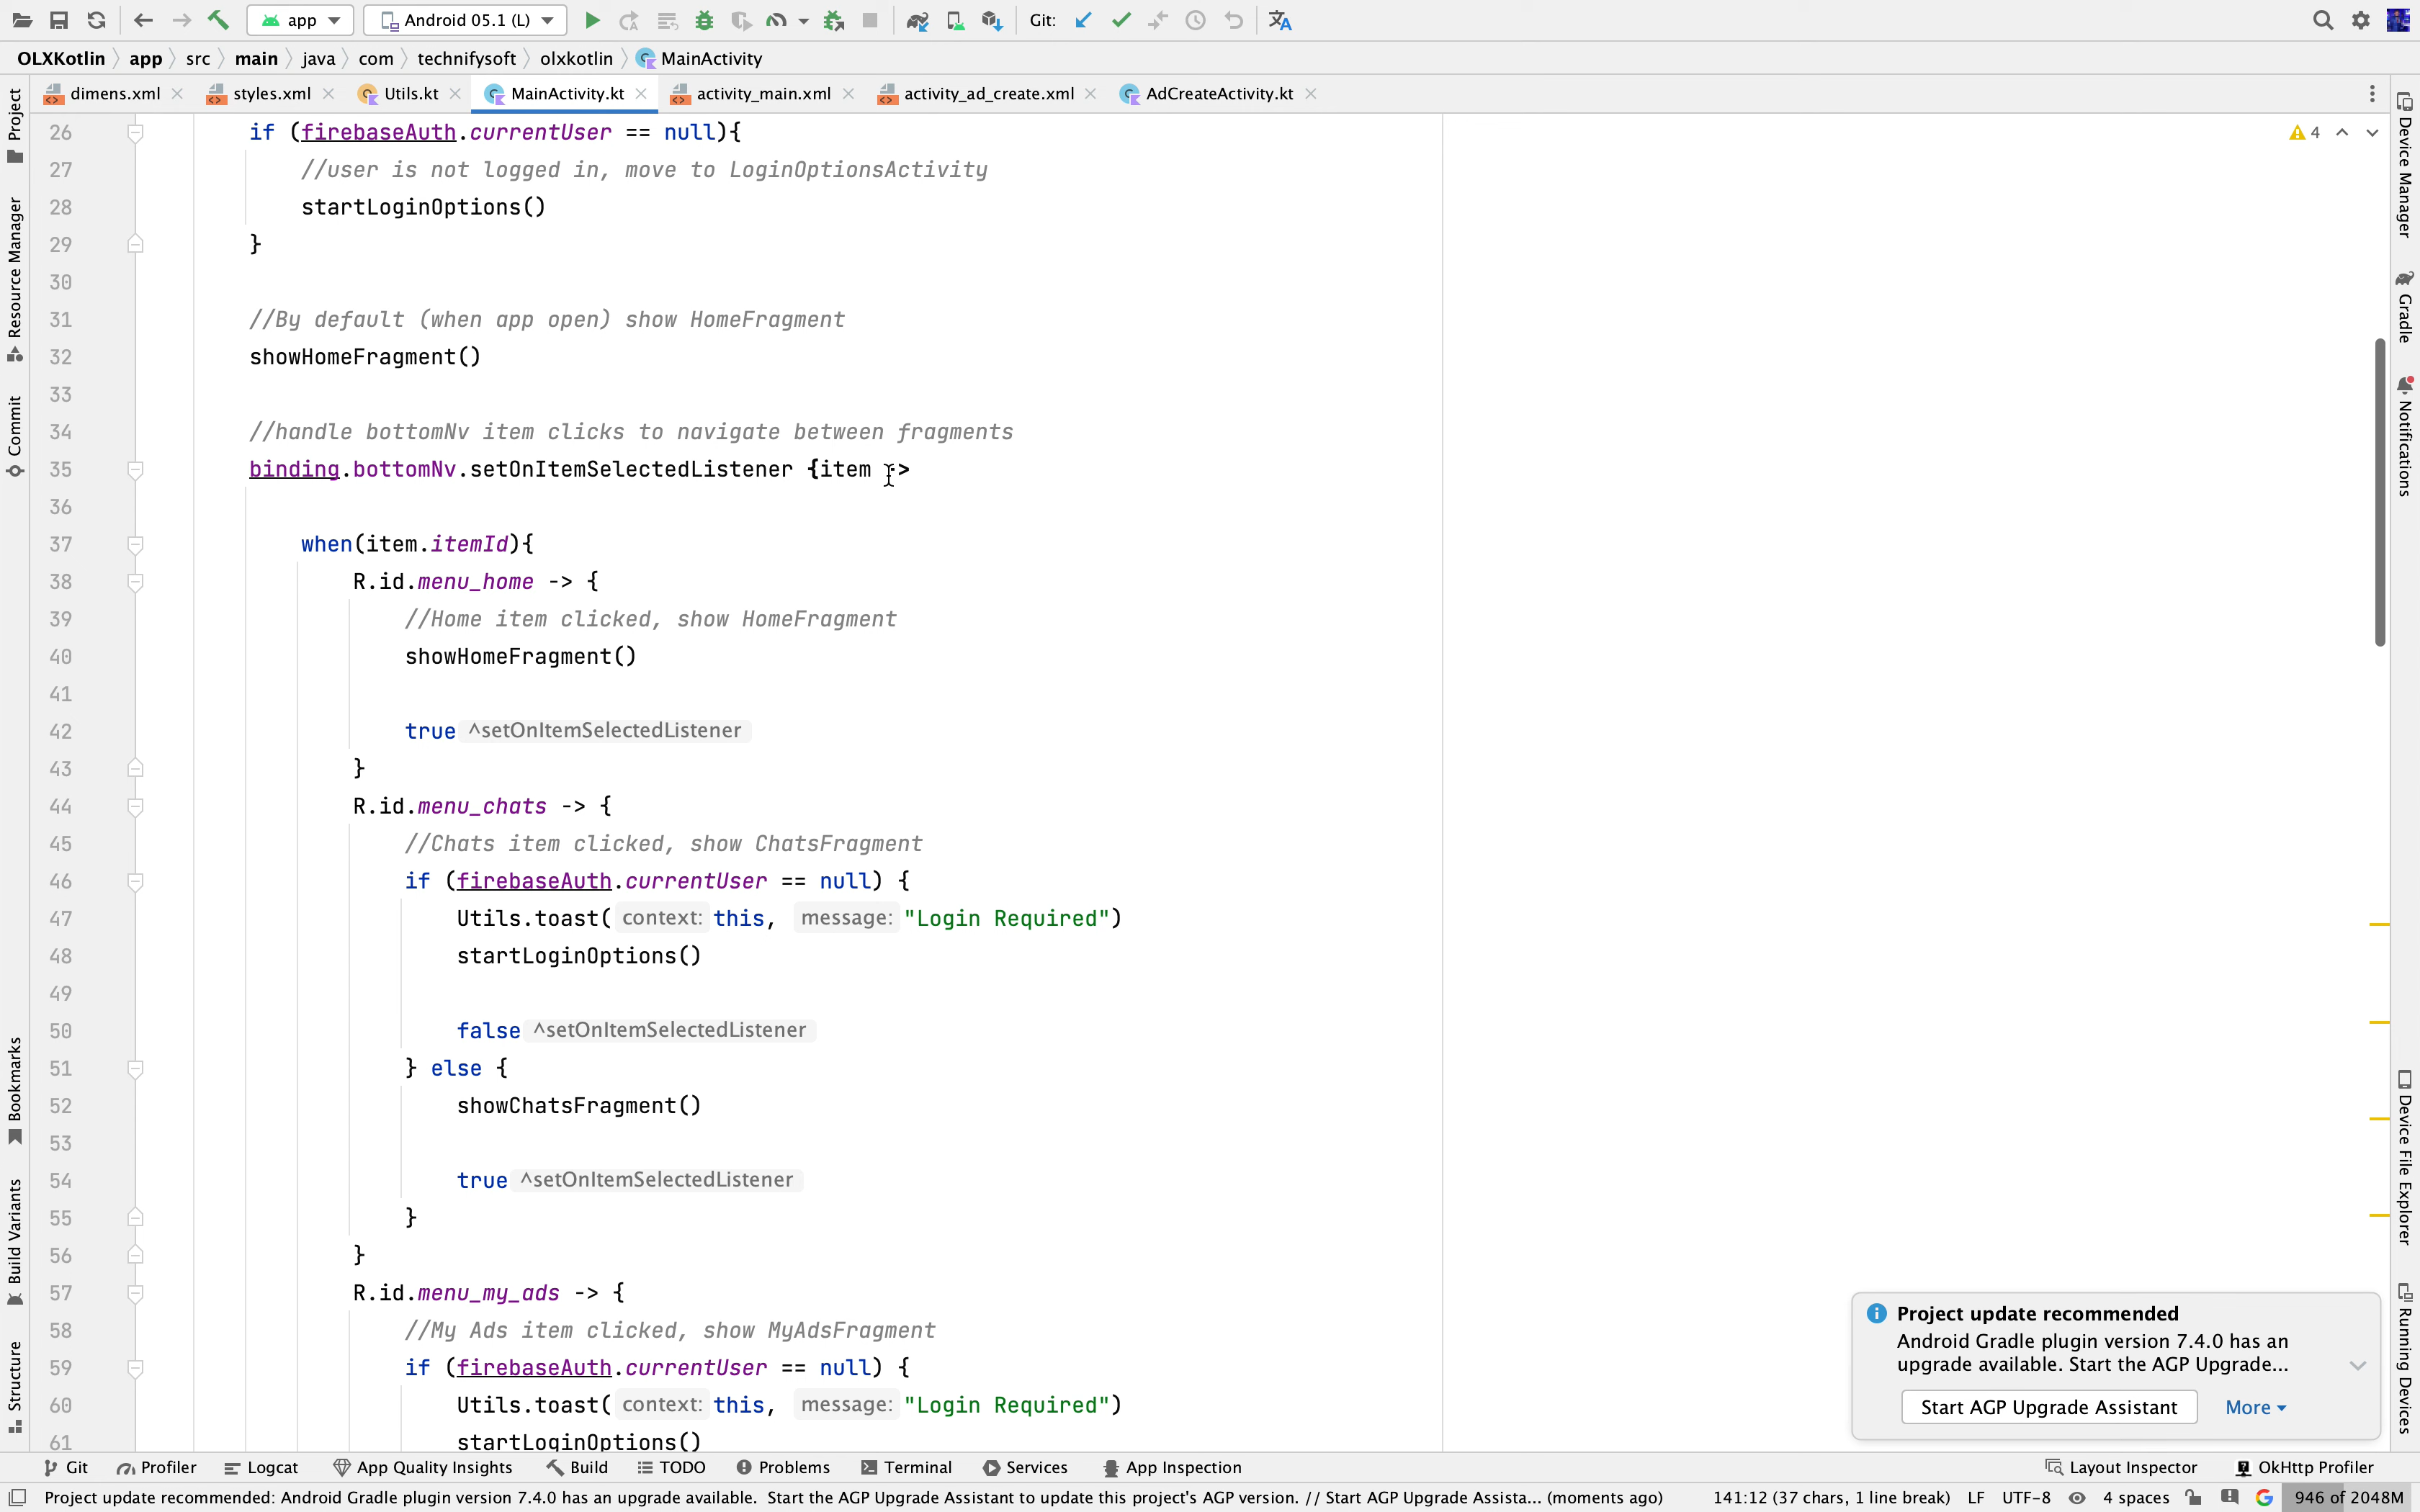 app
Android 05.1 (L)
Git:
OLXKotlin
app
src
main
java
com
technifysoft
olxkotlin
MainActivity
dimens.xml
styles.xml
Utils.kt
MainActivity.kt
activity_main.xml
activity_ad_create.xml
AdCreateActivity.kt
Project
Resource Manager
Commit
Bookmarks
Build Variants
Structure
26 if (firebaseAuth.currentUser == null){
27 //user is not logged in, move to LoginOptionsActivity
28 startLoginOptions()
29 }
30
31 //By default (when app open) show HomeFragment
32 showHomeFragment()
33
34 //handle bottomNv item clicks to navigate between fragments
35 binding.bottomNv.setOnItemSelectedListener {item ->
36
37 when(item.itemId){
38 R.id.menu_home -> {
39 //Home item clicked, show HomeFragment
40 showHomeFragment()
41
42 true ^setOnItemSelectedListener
43 }
44 R.id.menu_chats -> {
45 //Chats item clicked, show ChatsFragment
46 if (firebaseAuth.currentUser == null) {
47 Utils.toast( context: this, message: "Login Required")
48 startLoginOptions()
49
50 false ^setOnItemSelectedListener
51 } else {
52 showChatsFragment()
53
54 true ^setOnItemSelectedListener
55 }
56 }
57 R.id.menu_my_ads -> {
58 //My Ads item clicked, show MyAdsFragment
59 if (firebaseAuth.currentUser == null) {
60 Utils.toast( context: this, message: "Login Required")
61 startLoginOptions()
4
Device Manager
Gradle
Notifications
Device File Explorer
Running Devices
Project update recommended
Android Gradle plugin version 7.4.0 has an
upgrade available. Start the AGP Upgrade...
Start AGP Upgrade Assistant
More
Git
Profiler
Logcat
App Quality Insights
Build
TODO
Problems
Terminal
Services
App Inspection
Layout Inspector
OkHttp Profiler
Project update recommended: Android Gradle plugin version 7.4.0 has an upgrade available. Start the AGP Upgrade Assistant to update this project's AGP version. // Start AGP Upgrade Assista... (moments ago)
141:12 (37 chars, 1 line break)
LF
UTF-8
4 spaces
946 of 2048M